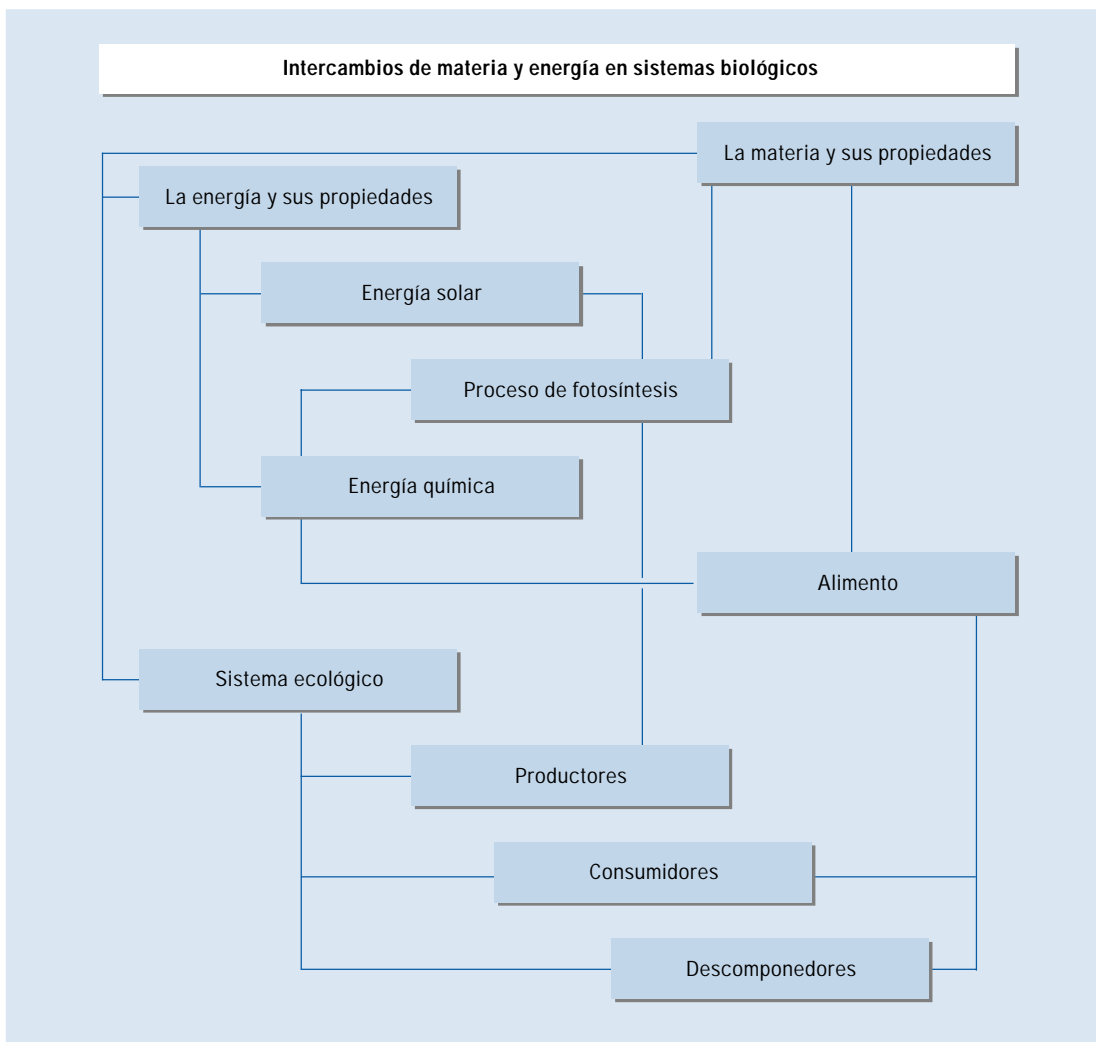 Intercambios de materia y energía en sistemas biológicos
La materia y sus propiedades
La energía y sus propiedades
Energía solar
Proceso de fotosíntesis
Energía química
Alimento
Sistema ecológico
Productores
Consumidores
Descomponedores